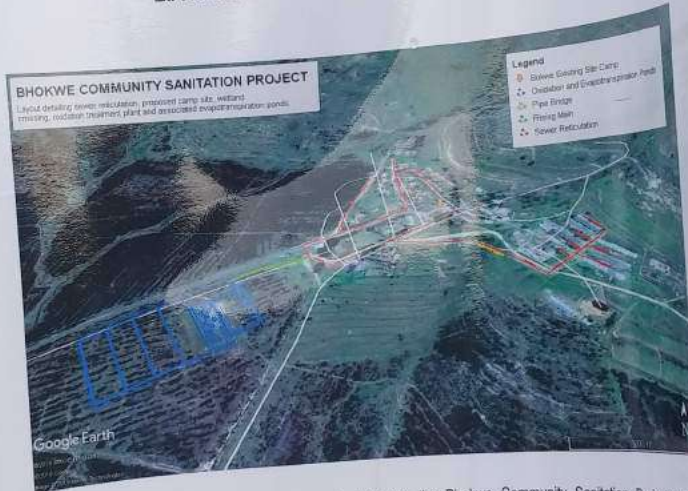 BHOKWE COMMUNITY SANITATION PROJECT
Layout detailing sewer reticulation, proposed camp site, wetland
crossing, oxidation treatment plant and associated evapotranspiration ponds.
Legend
Bokwe Existing Site Camp
Oxidation and Evapotranspiration Ponds
Pipe Bridge
Rising Main
Sewer Reticulation
Google Earth
N
Community Sanitation